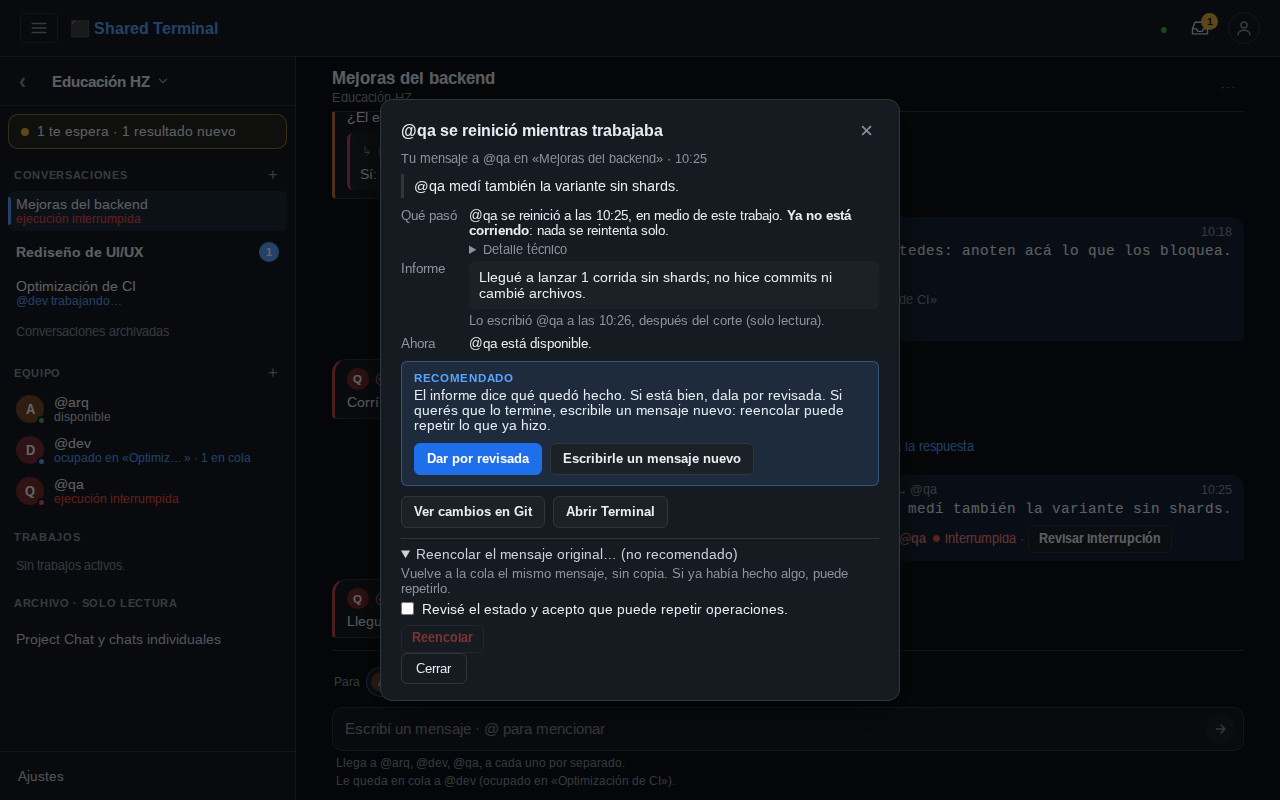 Shared Terminal
1
Educación HZ
1 te espera · 1 resultado nuevo
CONVERSACIONES
Mejoras del backend
ejecución interrumpida
Rediseño de UI/UX
1
Optimización de CI
@dev trabajando…
Conversaciones archivadas
EQUIPO
A
@arq
disponible
D
@dev
ocupado en «Optimiz…» · 1 en cola
Q
@qa
ejecución interrumpida
TRABAJOS
Sin trabajos activos.
ARCHIVO · SOLO LECTURA
Project Chat y chats individuales
Ajustes
Mejoras del backend
Educación HZ
¿El e
Sí:
10:18
tedes: anoten acá lo que los bloquea.
de CI»
Q
Corrí
la respuesta
@qa
10:25
medí también la variante sin shards.
@qa
Interrumpida ·
Revisar interrupción
Q
Llegu
Para
Escribí un mensaje · @ para mencionar
Llega a @arq, @dev, @qa, a cada uno por separado.
Le queda en cola a @dev (ocupado en «Optimización de CI»).
@qa se reinició mientras trabajaba
Tu mensaje a @qa en «Mejoras del backend» · 10:25
@qa medí también la variante sin shards.
Qué pasó
@qa se reinició a las 10:25, en medio de este trabajo. Ya no está
corriendo: nada se reintenta solo.
Detalle técnico
Informe
Llegué a lanzar 1 corrida sin shards; no hice commits ni
cambié archivos.
Lo escribió @qa a las 10:26, después del corte (solo lectura).
Ahora
@qa está disponible.
RECOMENDADO
El informe dice qué quedó hecho. Si está bien, dala por revisada. Si
querés que lo termine, escribile un mensaje nuevo: reencolar puede
repetir lo que ya hizo.
Dar por revisada
Escribirle un mensaje nuevo
Ver cambios en Git
Abrir Terminal
Reencolar el mensaje original… (no recomendado)
Vuelve a la cola el mismo mensaje, sin copia. Si ya había hecho algo, puede
repetirlo.
Revisé el estado y acepto que puede repetir operaciones.
Reencolar
Cerrar